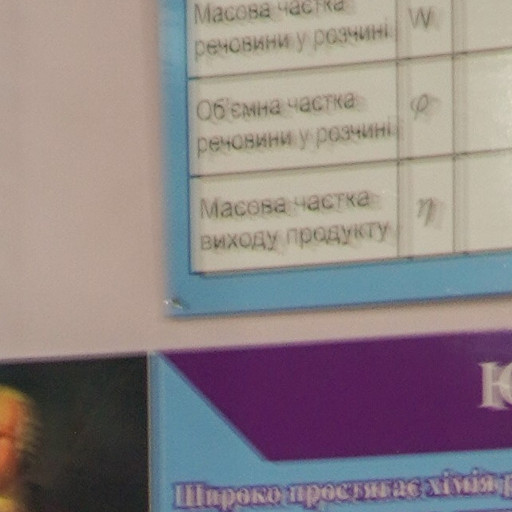 Масова частка
речовини у розчині W
Об'ємна частка
речовини у розчині φ
Масова частка
виходу продукту η
Широко простягає хімія